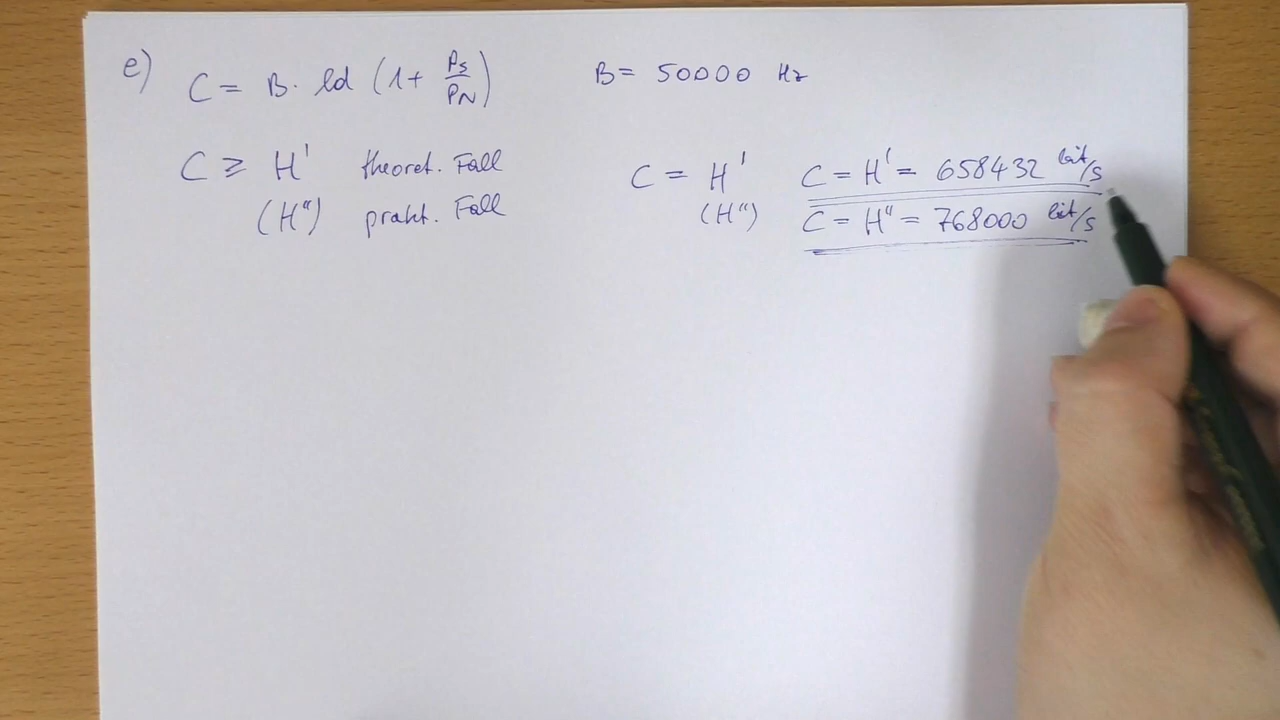 e) C = B · ld (1 + PS/PN) B = 50000 Hz
C ≥ H' theoret. Fall C = H' C = H' = 658432 bit/s
(H") prakt. Fall (H") C = H" = 768000 bit/s